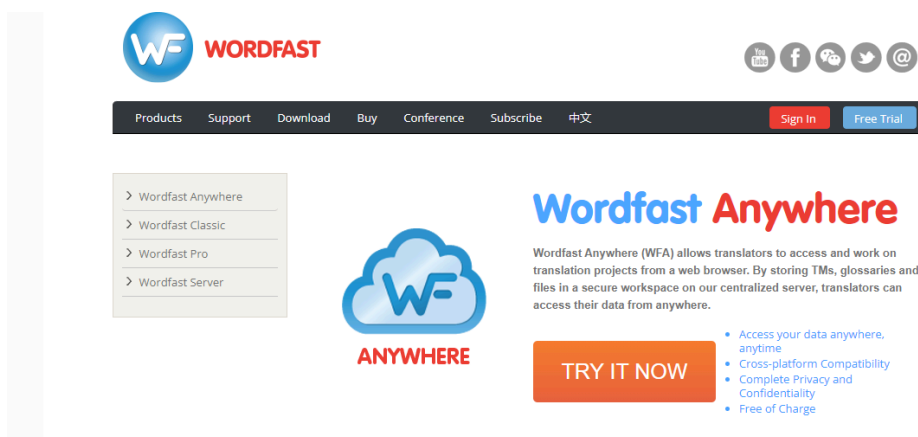 WF WORDFAST
You Tube
Products Support Download Buy Conference Subscribe 中文 Sign In Free Trial
Wordfast Anywhere
Wordfast Classic
Wordfast Pro
Wordfast Server
WF
ANYWHERE
Wordfast Anywhere
Wordfast Anywhere (WFA) allows translators to access and work on
translation projects from a web browser. By storing TMs, glossaries and
files in a secure workspace on our centralized server, translators can
access their data from anywhere.
TRY IT NOW
• Access your data anywhere,
anytime
• Cross-platform Compatibility
• Complete Privacy and
Confidentiality
• Free of Charge